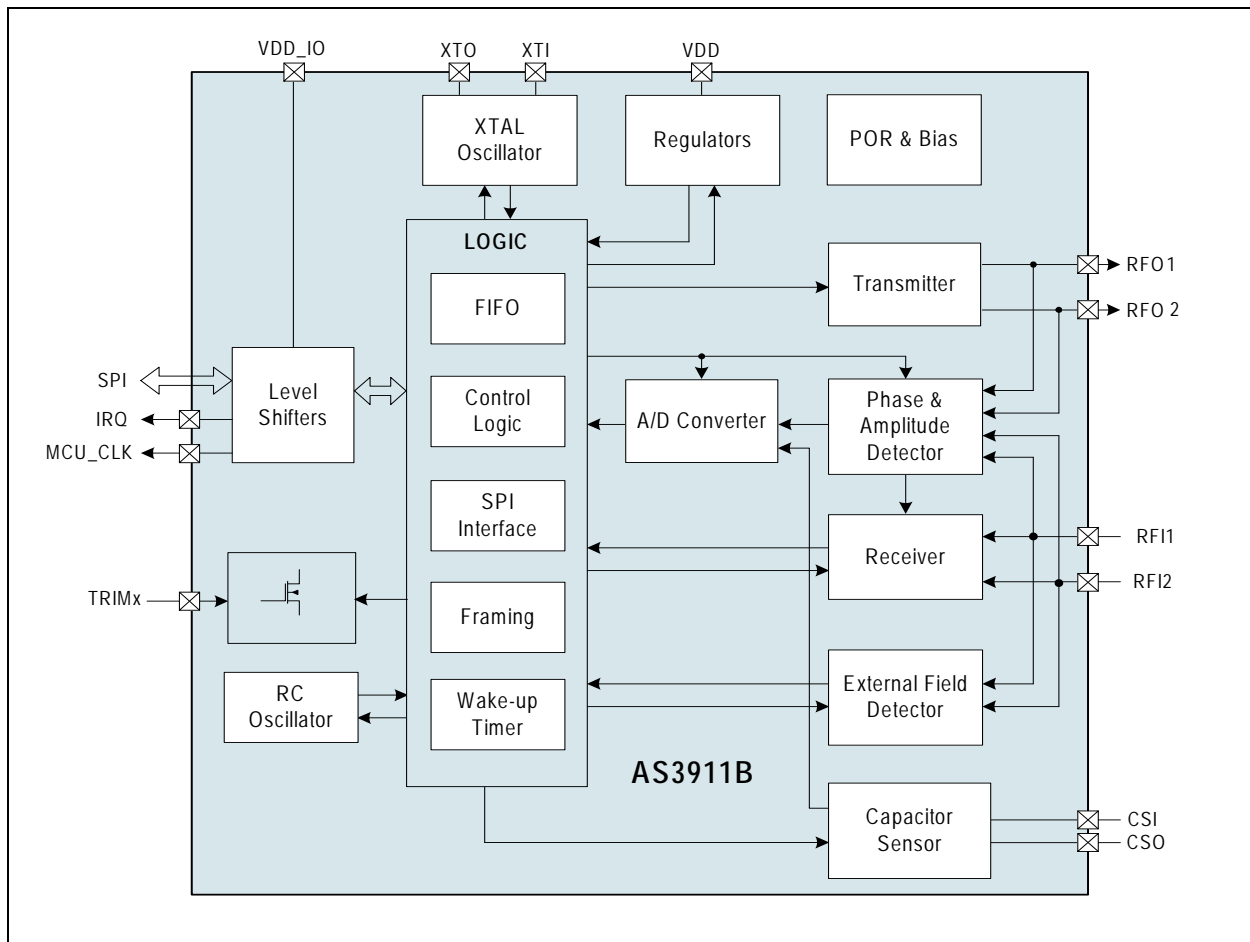 VDD_IO
XTO
XTI
VDD
XTAL
Oscillator
Regulators
POR & Bias
LOGIC
FIFO
Control
Logic
SPI
Interface
Framing
Wake-up
Timer
Transmitter
RFO1
RFO 2
SPI
IRQ
MCU_CLK
Level
Shifters
A/D Converter
Phase &
Amplitude
Detector
Receiver
RFI1
RFI2
TRIMx
RC
Oscillator
External Field
Detector
AS3911B
Capacitor
Sensor
CSI
CSO